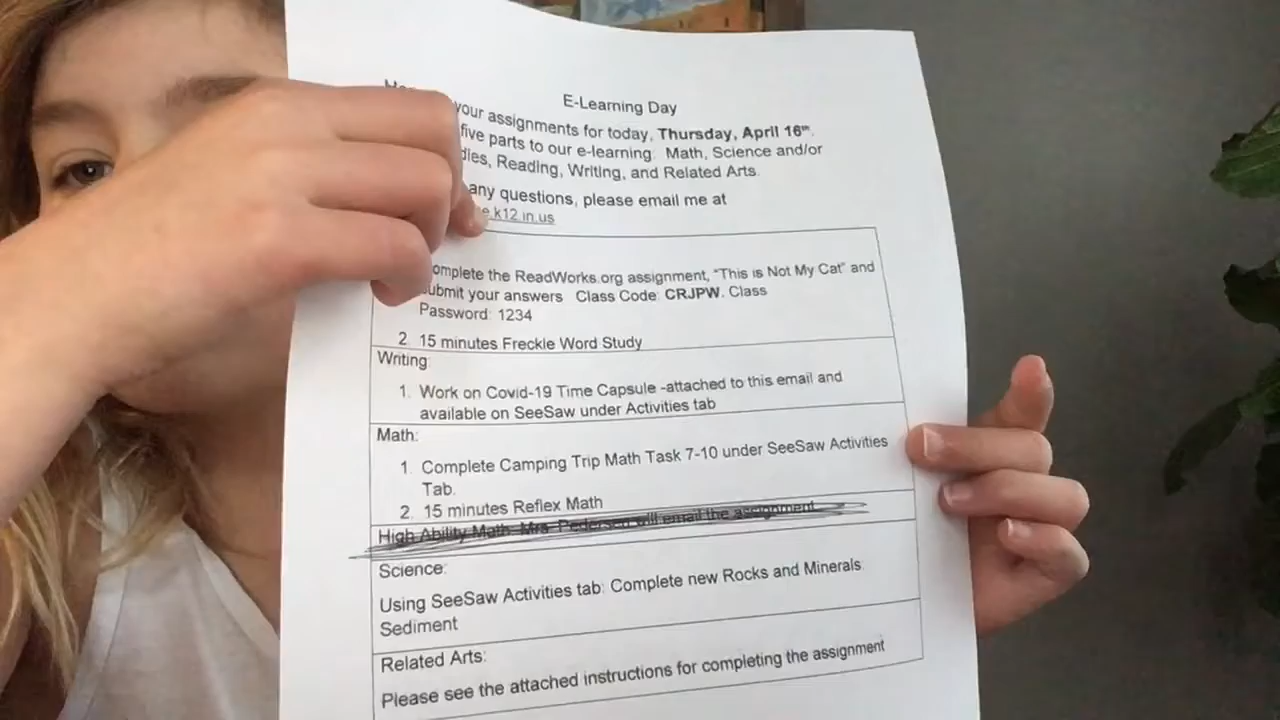 E-Learning Day
your assignments for today, Thursday, April 16th.
five parts to our e-learning: Math, Science and/or
dies, Reading, Writing, and Related Arts.
any questions, please email me at
e.k12.in.us
omplete the ReadWorks.org assignment, "This is Not My Cat" and
ubmit your answers Class Code: CRJPW. Class
Password: 1234
2. 15 minutes Freckle Word Study
Writing:
1. Work on Covid-19 Time Capsule -attached to this email and
available on SeeSaw under Activities tab
Math:
1. Complete Camping Trip Math Task 7-10 under SeeSaw Activities
Tab.
2. 15 minutes Reflex Math
High Ability Math: Mrs. Pedersen will email the assignment
Science:
Using SeeSaw Activities tab: Complete new Rocks and Minerals:
Sediment
Related Arts:
Please see the attached instructions for completing the assignment